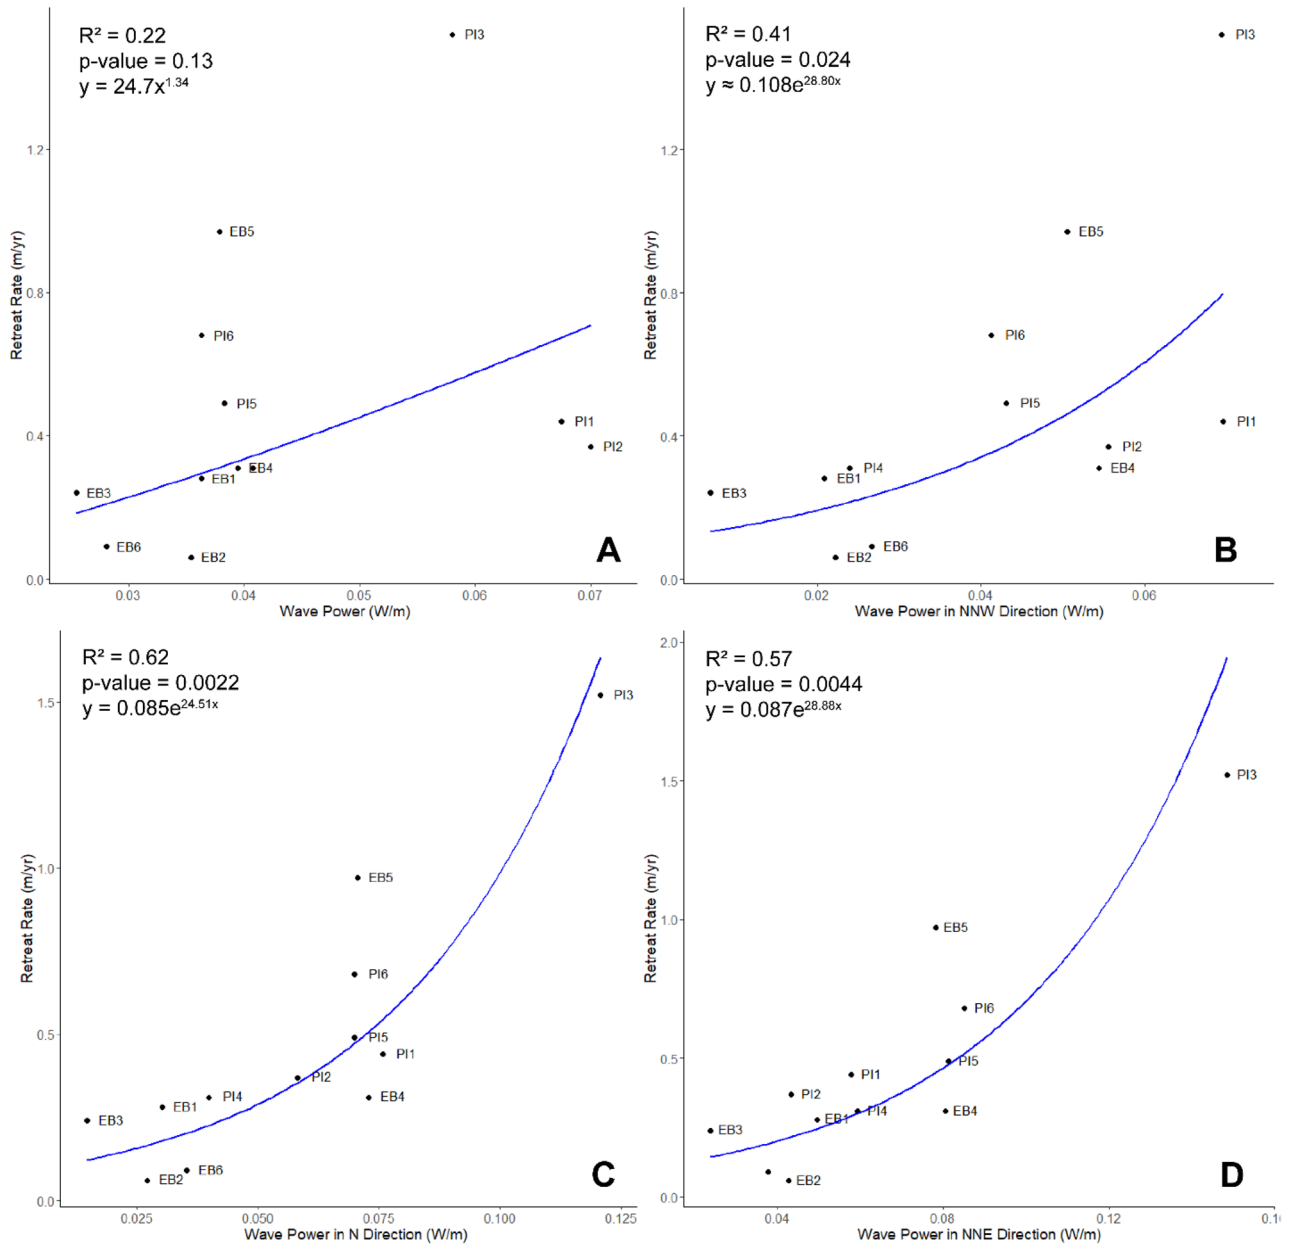 R² = 0.22
p-value = 0.13
y = 24.7x^1.34
PI3
1.2
EB5
0.8
PI6
PI5
PI1
0.4
PI2
EB4
EB1
EB3
EB6
EB2
0.0
A
0.03 0.04 0.05 0.06 0.07
Wave Power (W/m)
Retreat Rate (m/yr)
R² = 0.41
p-value = 0.024
y ≈ 0.108e^28.80x
PI3
1.2
EB5
0.8
PI6
PI5
0.4
PI1
PI2
PI4
EB4
EB1
EB3
EB6
EB2
0.0
B
0.02 0.04 0.06
Wave Power in NNW Direction (W/m)
Retreat Rate (m/yr)
R² = 0.62
p-value = 0.0022
y = 0.085e^24.51x
1.5
PI3
1.0
EB5
PI6
0.5
PI5
PI1
PI2
PI4
EB4
EB1
EB3
EB6
EB2
0.0
C
0.025 0.050 0.075 0.100 0.125
Wave Power in N Direction (W/m)
Retreat Rate (m/yr)
2.0
R² = 0.57
p-value = 0.0044
y = 0.087e^28.88x
1.5
PI3
1.0
EB5
PI6
0.5
PI5
PI1
PI2
PI4
EB4
EB1
EB3
EB2
0.0
D
0.04 0.08 0.12
Wave Power in NNE Direction (W/m)
Retreat Rate (m/yr)